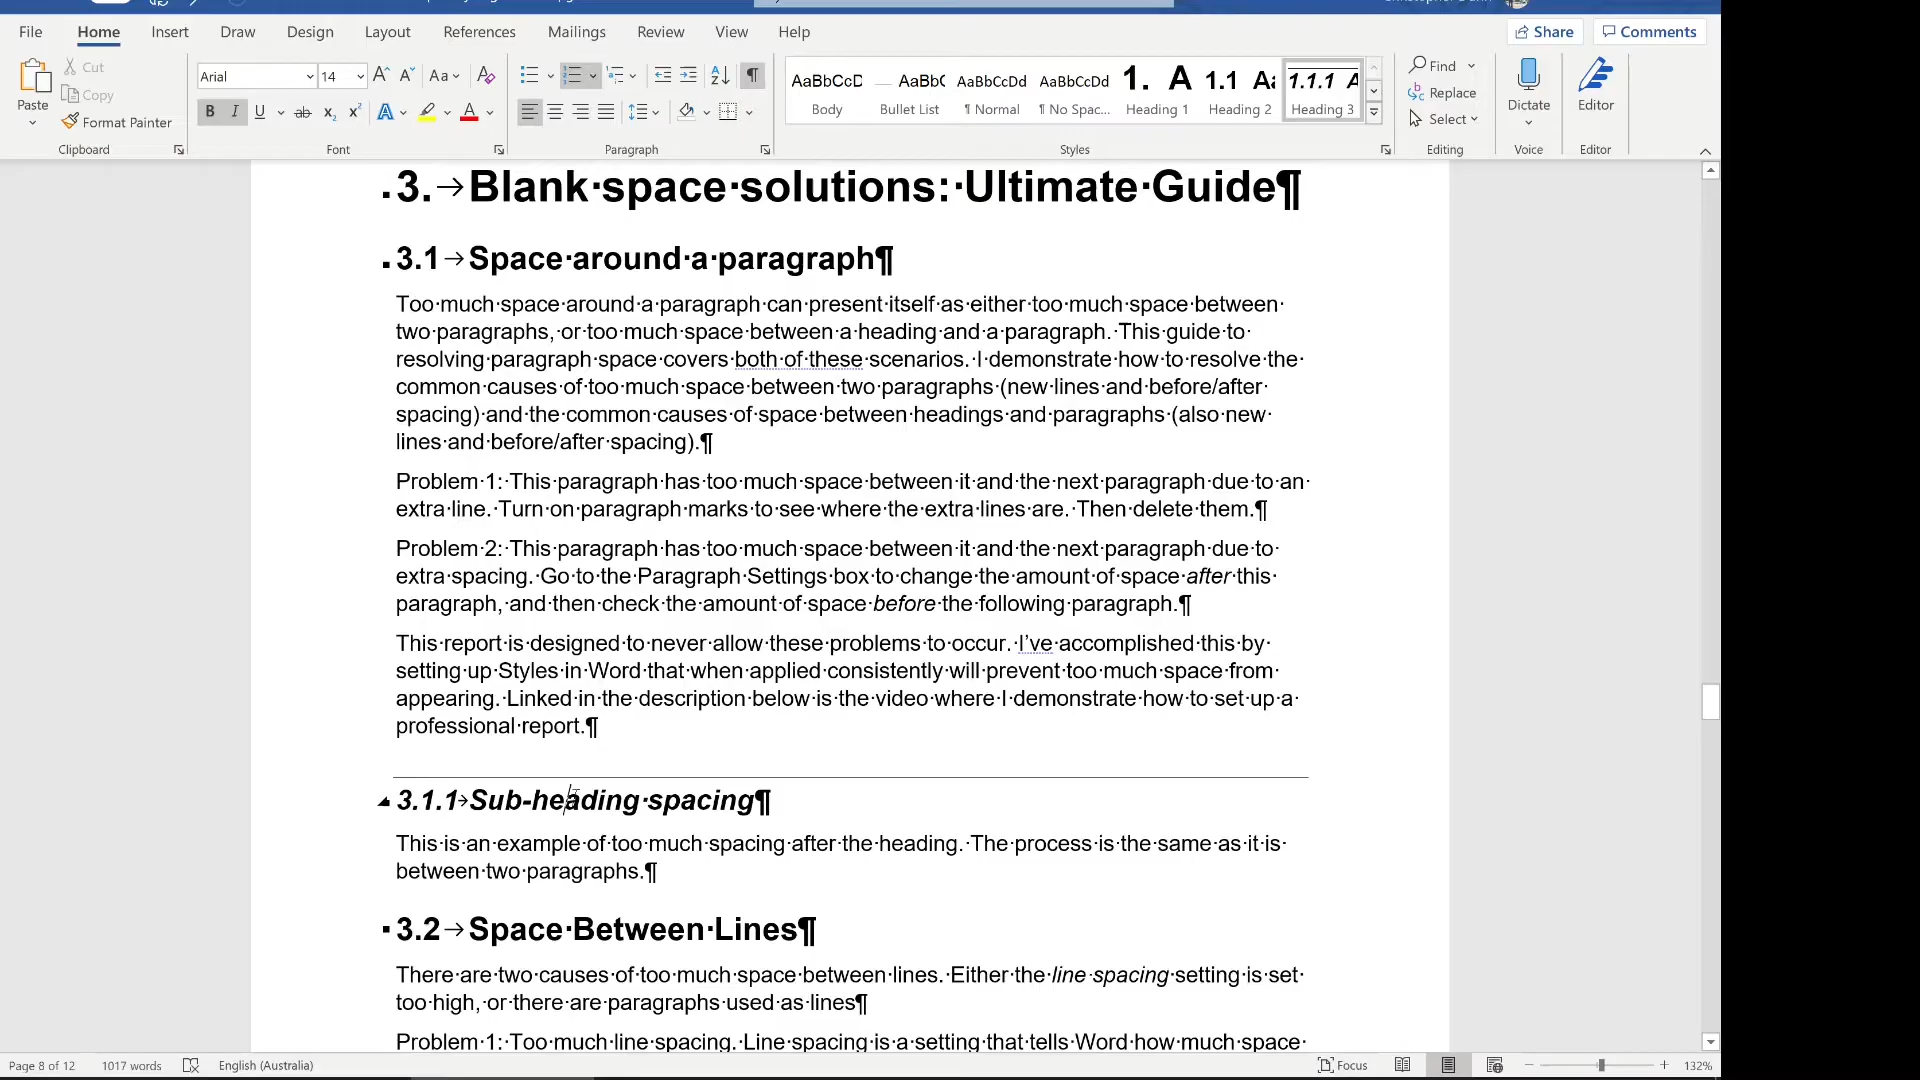 File Home Insert Draw Design Layout References Mailings Review View Help Share Comments
Paste Cut Copy Format Painter Clipboard
Arial 14 Aa Font
Paragraph
AaBbCcD Body
AaBb( Bullet List
AaBbCcDd ¶ Normal
AaBbCcDd ¶ No Spac...
1. A Heading 1
1.1 Aa Heading 2
1.1.1 A Heading 3
Styles
Find Replace Select Editing
Dictate Voice
Editor Editor
3.→Blank·space·solutions:·Ultimate·Guide¶
3.1→Space·around·a·paragraph¶
Too·much·space·around·a·paragraph·can·present·itself·as·either·too·much·space·between·
two·paragraphs,·or·too·much·space·between·a·heading·and·a·paragraph.·This·guide·to·
resolving·paragraph·space·covers·both·of·these·scenarios.·I·demonstrate·how·to·resolve·the·
common·causes·of·too·much·space·between·two·paragraphs·(new·lines·and·before/after·
spacing)·and·the·common·causes·of·space·between·headings·and·paragraphs·(also·new·
lines·and·before/after·spacing).¶
Problem·1:·This·paragraph·has·too·much·space·between·it·and·the·next·paragraph·due·to·an·
extra·line.·Turn·on·paragraph·marks·to·see·where·the·extra·lines·are.·Then·delete·them.¶
Problem·2:·This·paragraph·has·too·much·space·between·it·and·the·next·paragraph·due·to·
extra·spacing.·Go·to·the·Paragraph·Settings·box·to·change·the·amount·of·space·after·this·
paragraph,·and·then·check·the·amount·of·space·before·the·following·paragraph.¶
This·report·is·designed·to·never·allow·these·problems·to·occur.·I've·accomplished·this·by·
setting·up·Styles·in·Word·that·when·applied·consistently·will·prevent·too·much·space·from·
appearing.·Linked·in·the·description·below·is·the·video·where·I·demonstrate·how·to·set·up·a·
professional·report.¶
3.1.1→Sub-heading·spacing¶
This·is·an·example·of·too·much·spacing·after·the·heading.·The·process·is·the·same·as·it·is·
between·two·paragraphs.¶
3.2→Space·Between·Lines¶
There·are·two·causes·of·too·much·space·between·lines.·Either·the·line·spacing·setting·is·set·
too·high,·or·there·are·paragraphs·used·as·lines¶
Problem·1:·Too·much·line·spacing.·Line·spacing·is·a·setting·that·tells·Word·how·much·space·
Page 8 of 12 1017 words English (Australia) Focus 132%